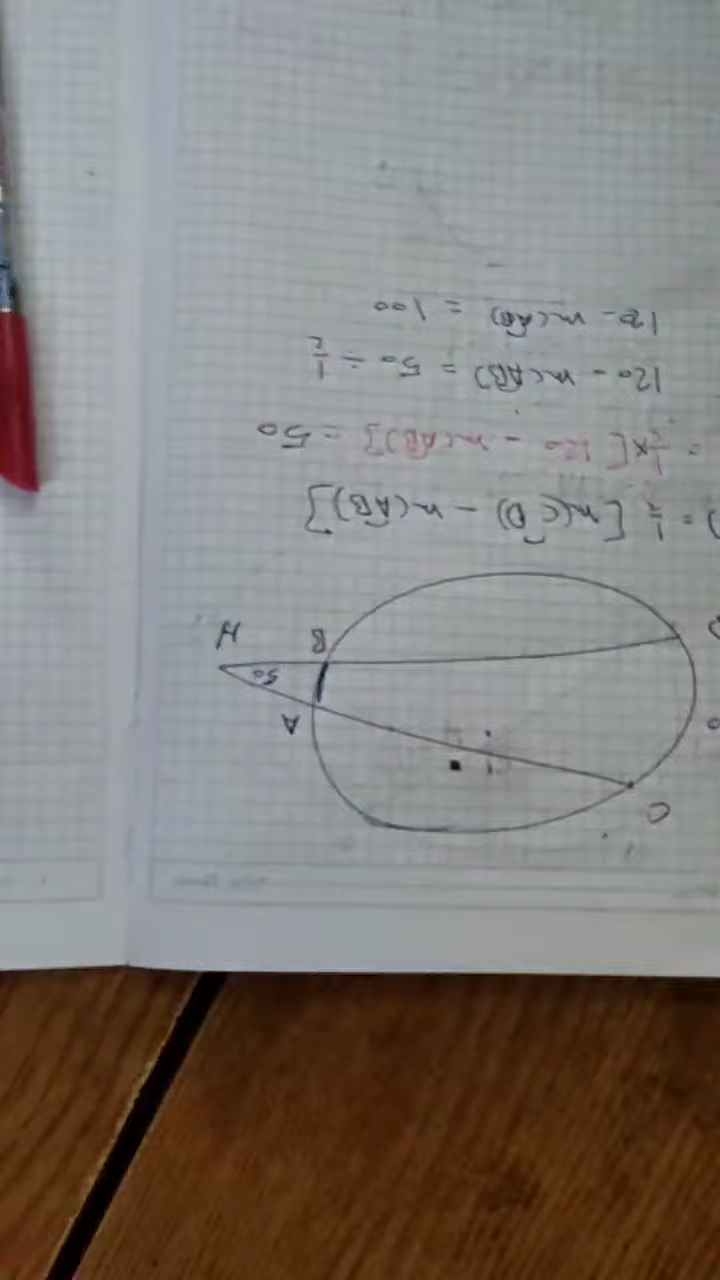 C
A
50
H
B
) = 1/2 [m(CD) - m(AB)]
= 1/2 × [120 - m(AB)] = 50
120 - m(AB) = 50 ÷ 1/2
120 - m(AB) = 100